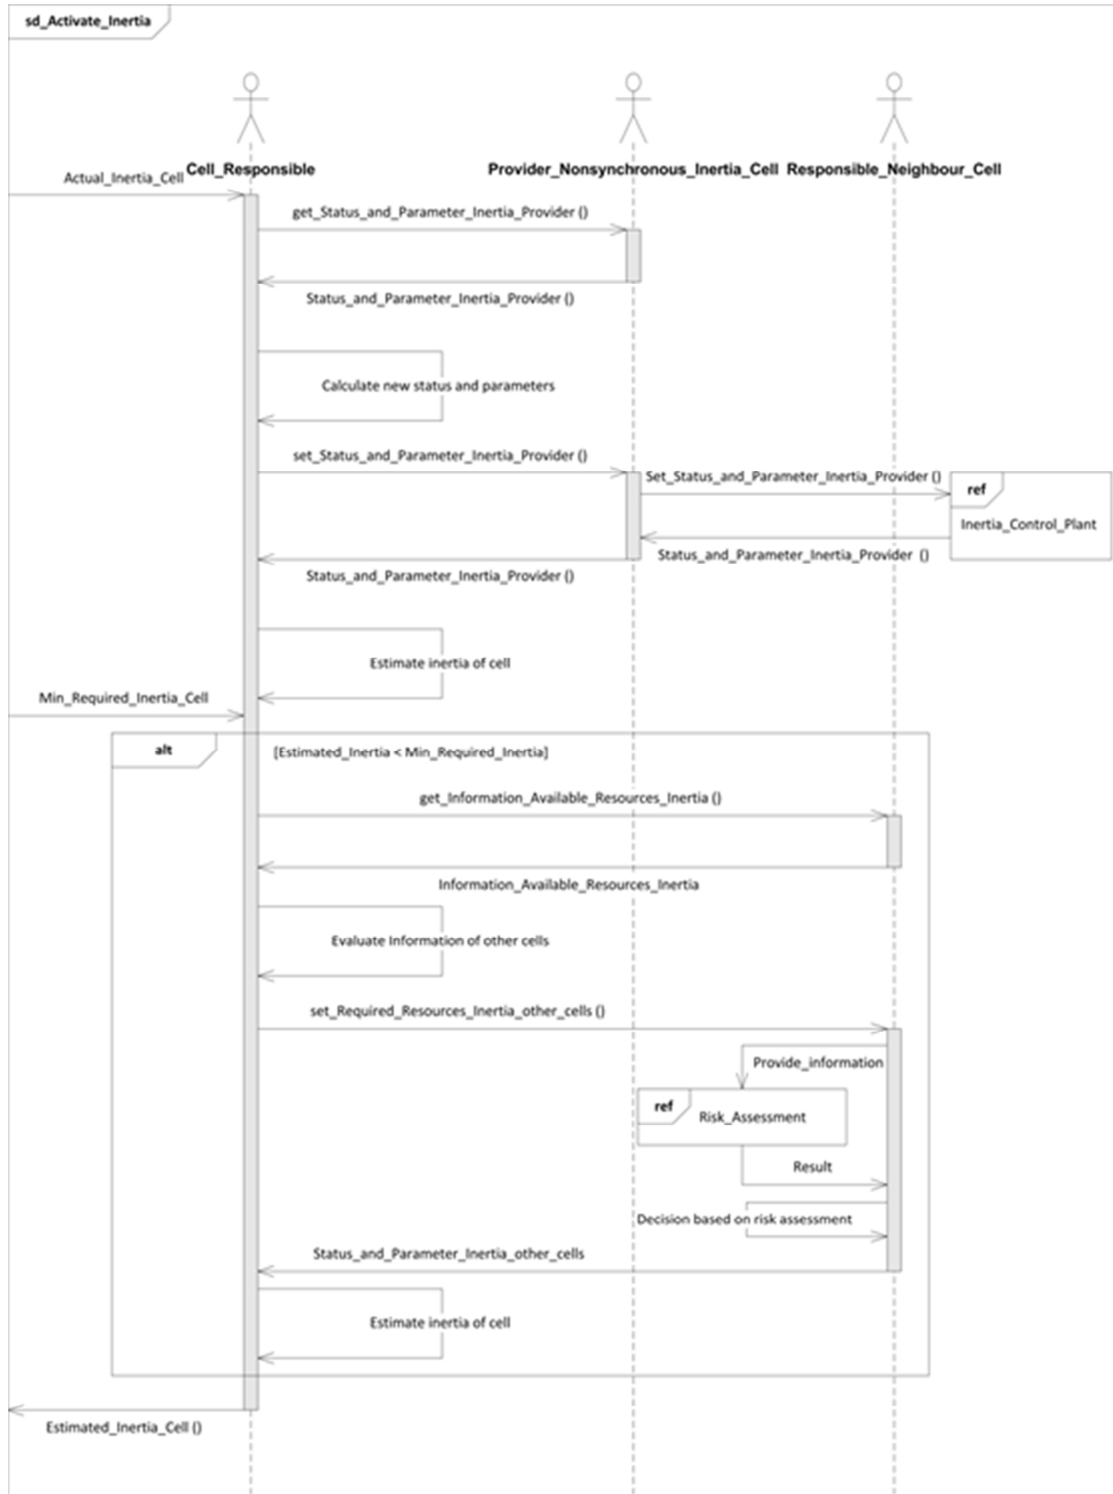 sd_Activate_Inertia
Cell_Responsible
Provider_Nonsynchronous_Inertia_Cell
Responsible_Neighbour_Cell
Actual_Inertia_Cell
get_Status_and_Parameter_Inertia_Provider ()
Status_and_Parameter_Inertia_Provider ()
Calculate new status and parameters
set_Status_and_Parameter_Inertia_Provider ()
Set_Status_and_Parameter_Inertia_Provider ()
ref
Inertia_Control_Plant
Status_and_Parameter_Inertia_Provider ()
Status_and_Parameter_Inertia_Provider ()
Estimate inertia of cell
Min_Required_Inertia_Cell
alt
[Estimated_Inertia < Min_Required_Inertia]
get_Information_Available_Resources_Inertia ()
Information_Available_Resources_Inertia
Evaluate Information of other cells
set_Required_Resources_Inertia_other_cells ()
Provide_information
ref
Risk_Assessment
Result
Decision based on risk assessment
Status_and_Parameter_Inertia_other_cells
Estimate inertia of cell
Estimated_Inertia_Cell ()